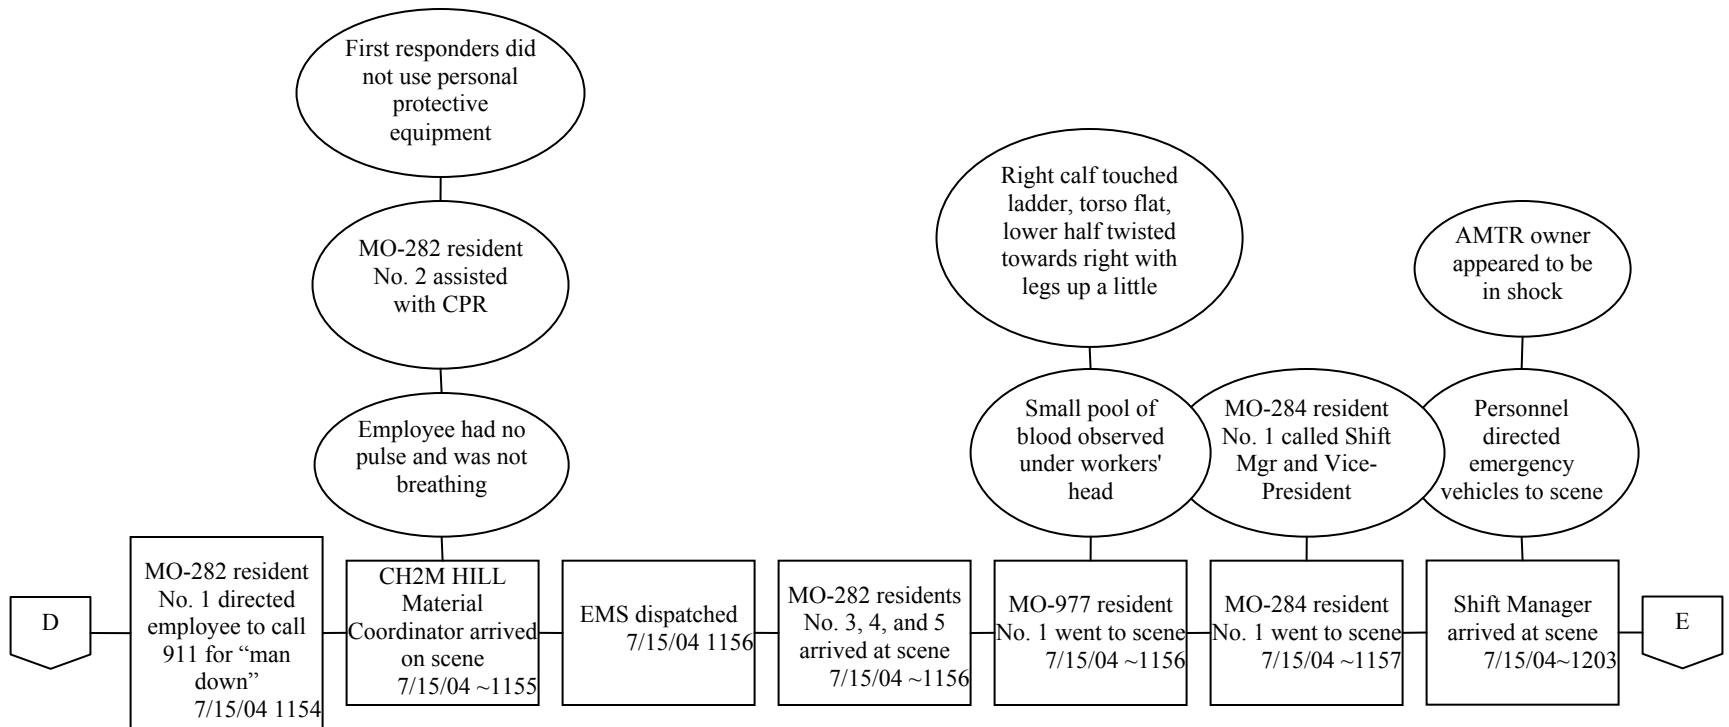 First responders did
not use personal
protective
equipment
MO-282 resident
No. 2 assisted
with CPR
Employee had no
pulse and was not
breathing
Right calf touched
ladder, torso flat,
lower half twisted
towards right with
legs up a little
Small pool of
blood observed
under workers'
head
MO-284 resident
No. 1 called Shift
Mgr and Vice-
President
AMTR owner
appeared to be
in shock
Personnel
directed
emergency
vehicles to scene
D
MO-282 resident
No. 1 directed
employee to call
911 for “man
down”
7/15/04 1154
CH2M HILL
Material
Coordinator arrived
on scene
7/15/04 ~1155
EMS dispatched
7/15/04 1156
MO-282 residents
No. 3, 4, and 5
arrived at scene
7/15/04 ~1156
MO-977 resident
No. 1 went to scene
7/15/04 ~1156
MO-284 resident
No. 1 went to scene
7/15/04 ~1157
Shift Manager
arrived at scene
7/15/04~1203
E